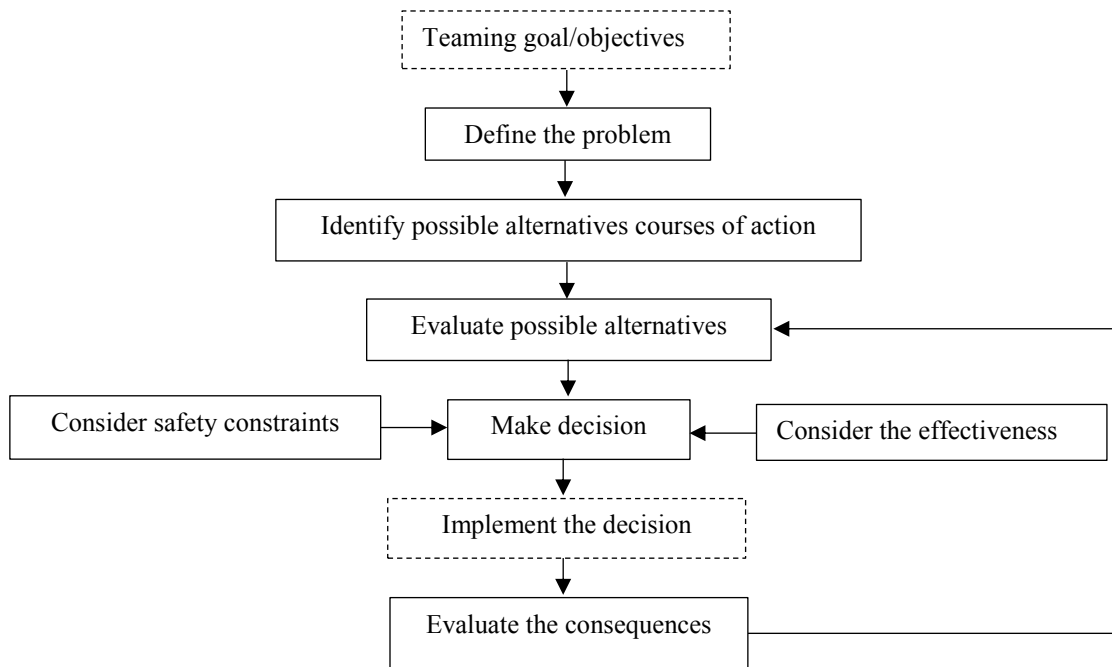 Teaming goal/objectives
Define the problem
Identify possible alternatives courses of action
Evaluate possible alternatives
Consider safety constraints
Make decision
Consider the effectiveness
Implement the decision
Evaluate the consequences